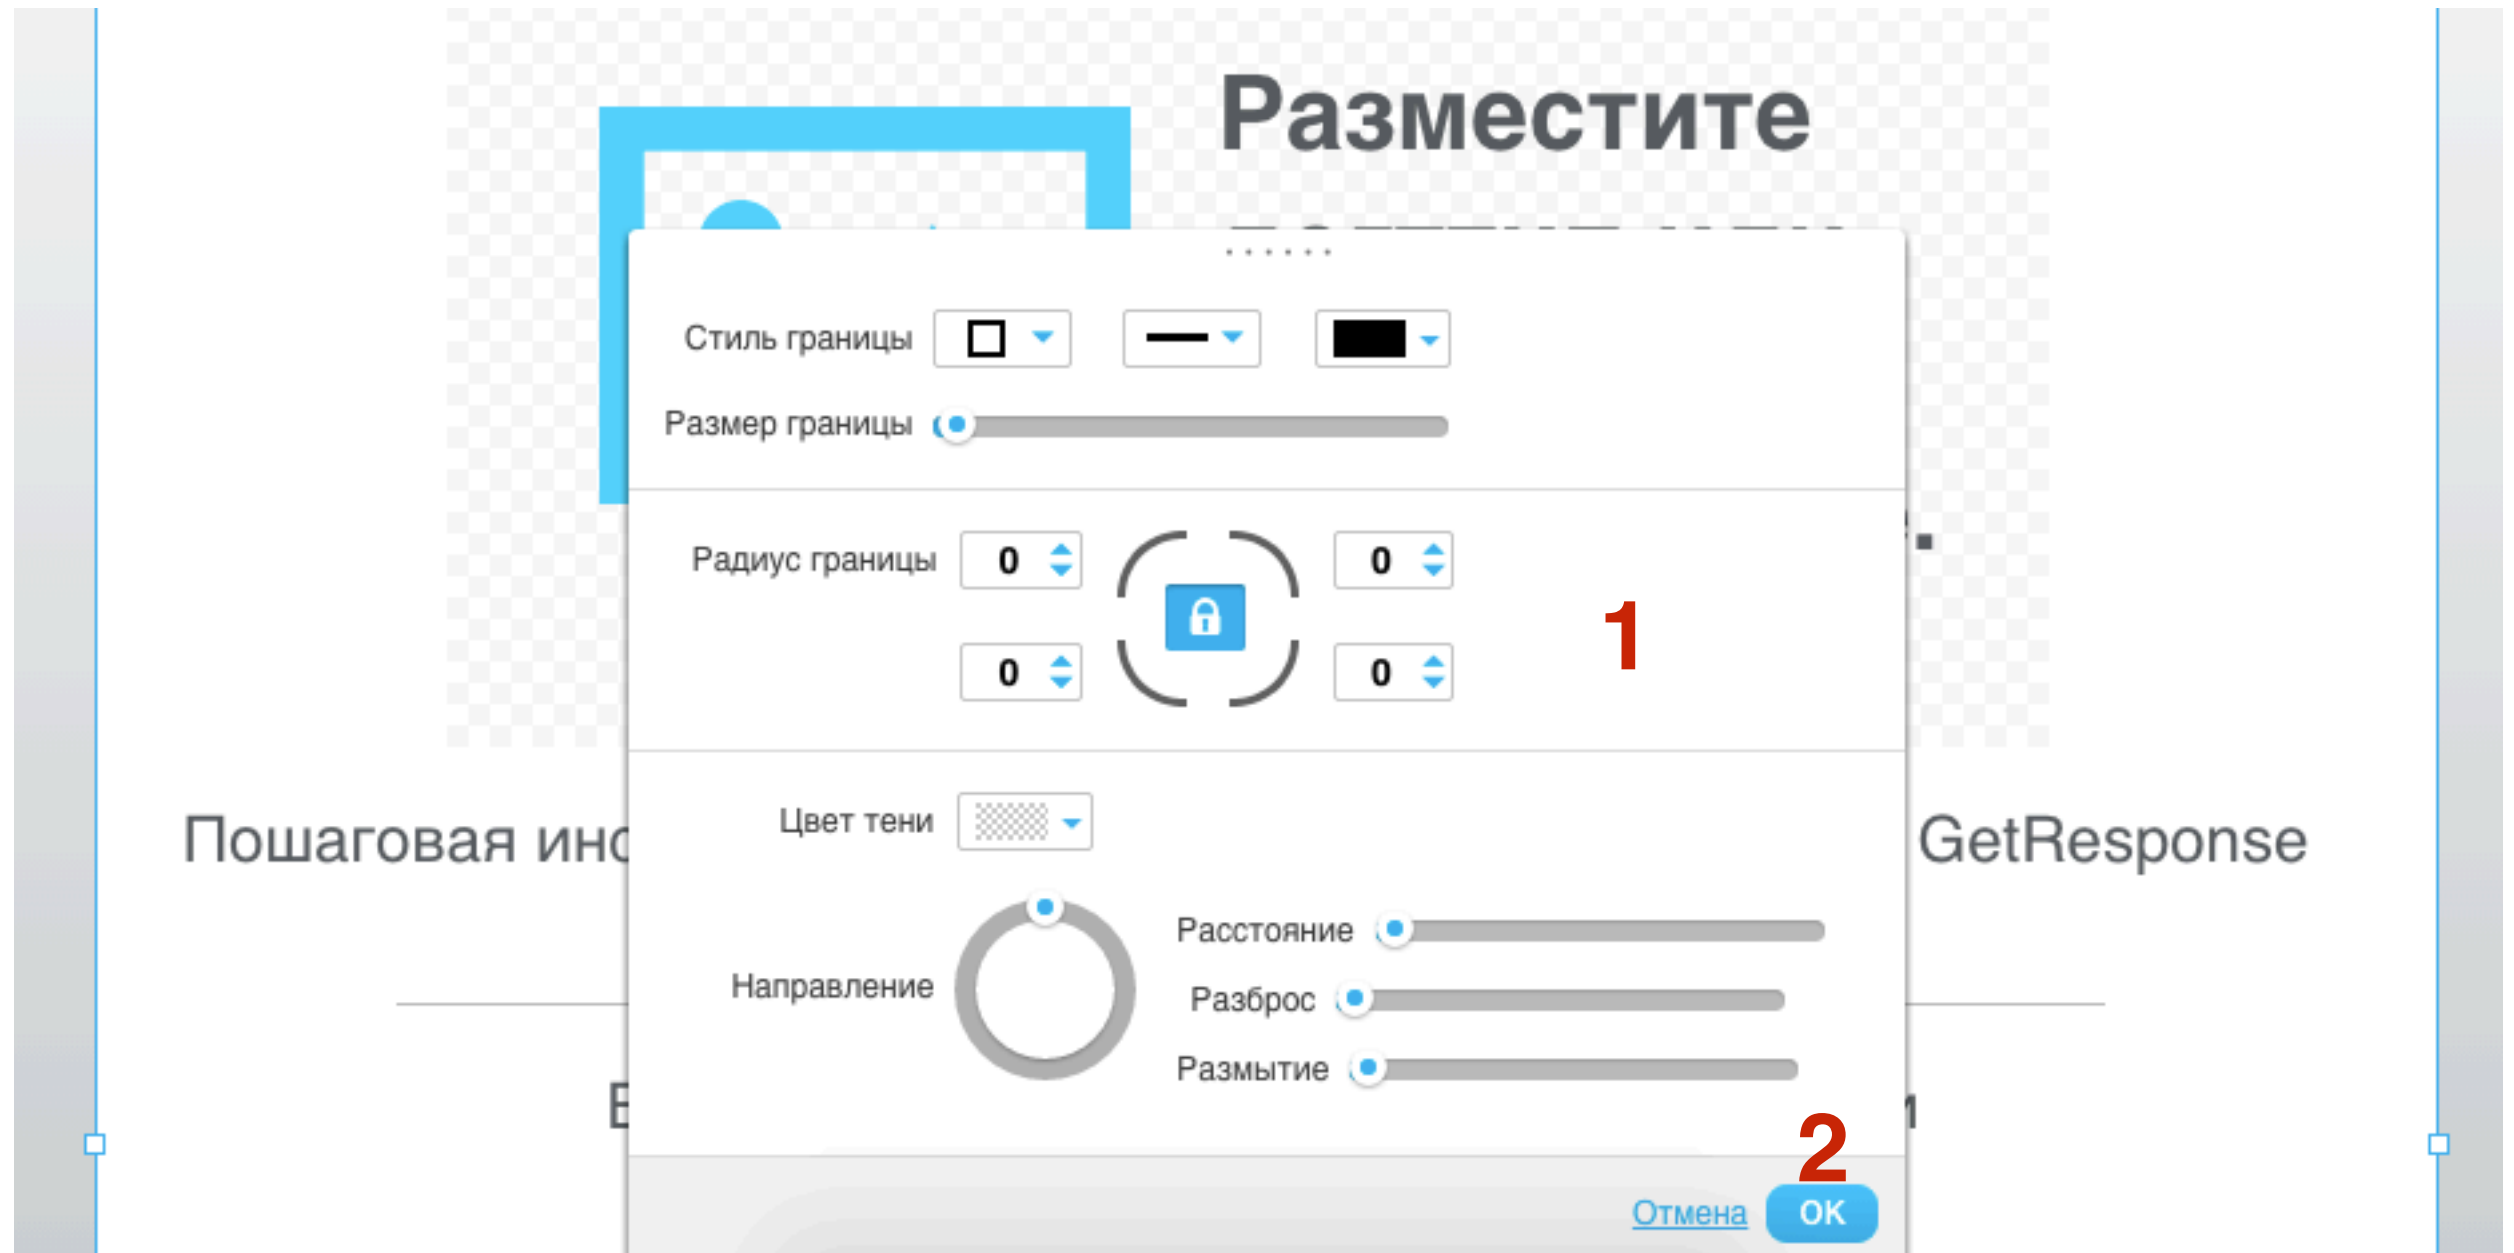 Разместите
Стиль границы
Размер границы
Радиус границы 0 0
1
0 0
Цвет тени
Пошаговая GetResponse
Расстояние
Направление
Разброс
Размытие
2
Отмена OK